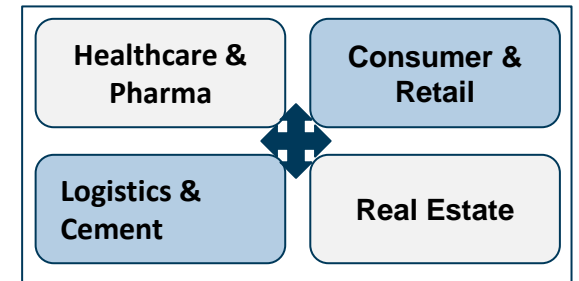 Healthcare &
Pharma
Consumer &
Retail
Logistics &
Cement
Real Estate